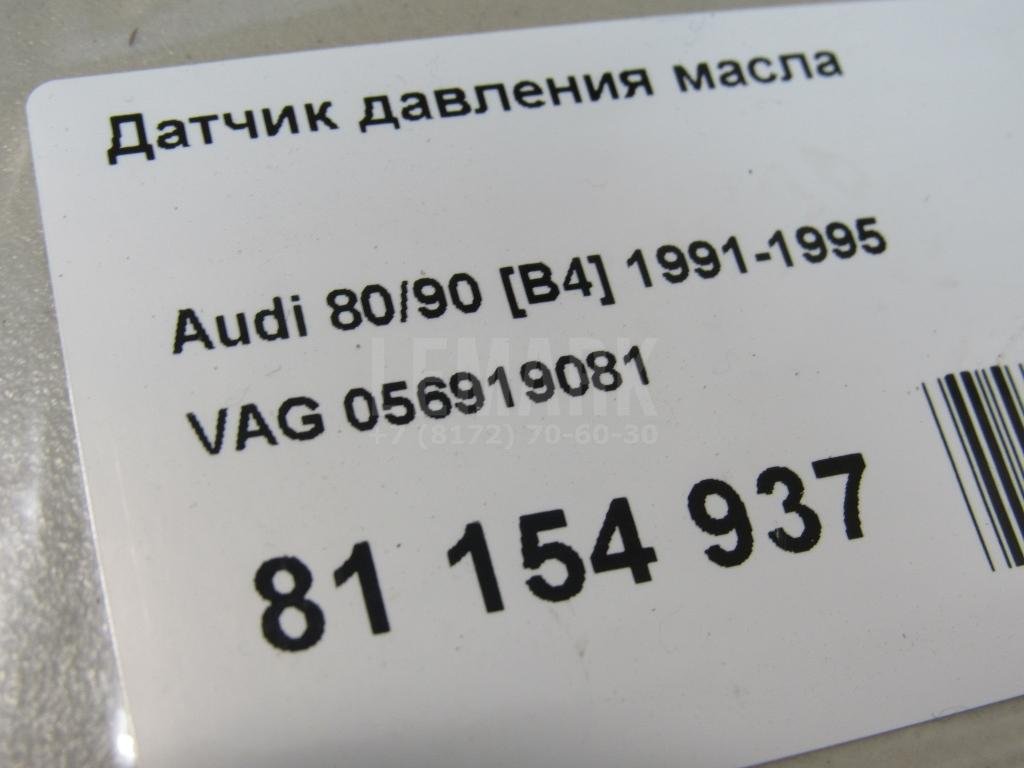 Датчик давления масла
Audi 80/90 [B4] 1991-1995
VAG 056919081
LEMARK
+7 (8172) 70-60-30
81 154 937